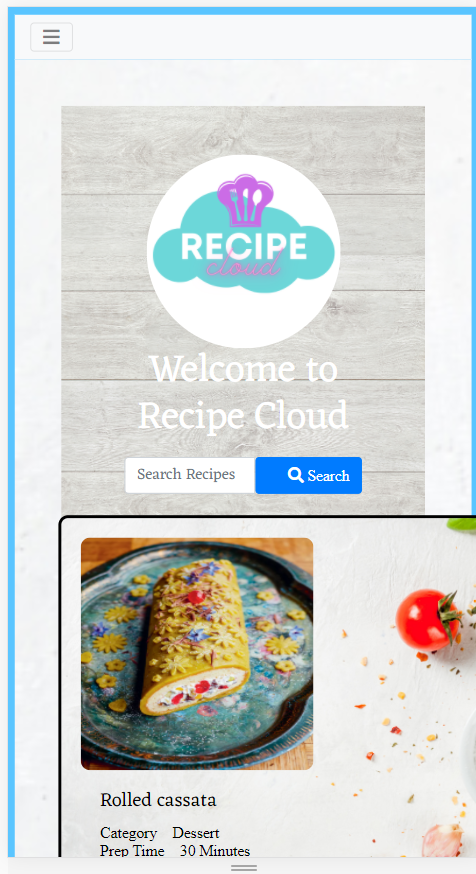 RECIPE
cloud
Welcome to
Recipe Cloud
Search Recipes
Search
Rolled cassata
Category Dessert
Prep Time 30 Minutes